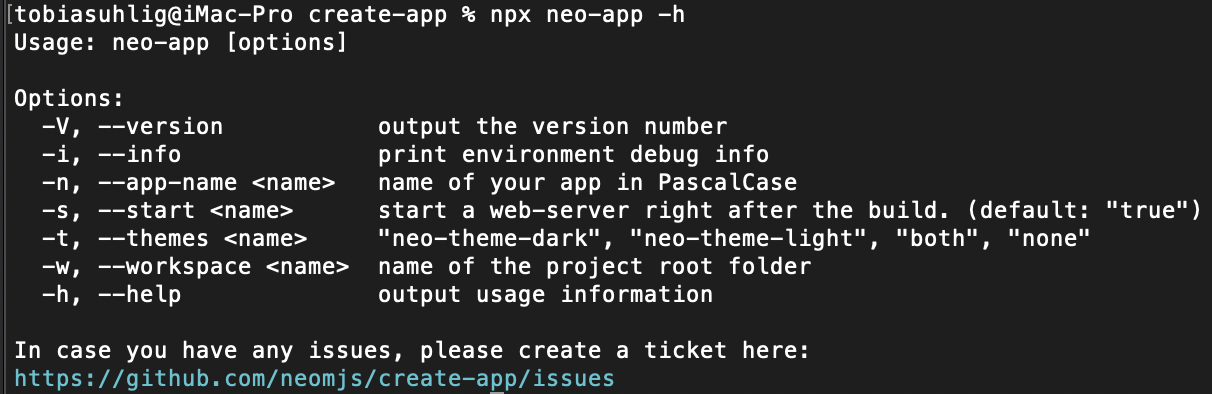 [tobiasuhlig@iMac-Pro create-app % npx neo-app -h
Usage: neo-app [options]

Options:
  -V, --version           output the version number
  -i, --info              print environment debug info
  -n, --app-name <name>   name of your app in PascalCase
  -s, --start <name>      start a web-server right after the build. (default: "true")
  -t, --themes <name>     "neo-theme-dark", "neo-theme-light", "both", "none"
  -w, --workspace <name>  name of the project root folder
  -h, --help              output usage information

In case you have any issues, please create a ticket here:
https://github.com/neomjs/create-app/issues